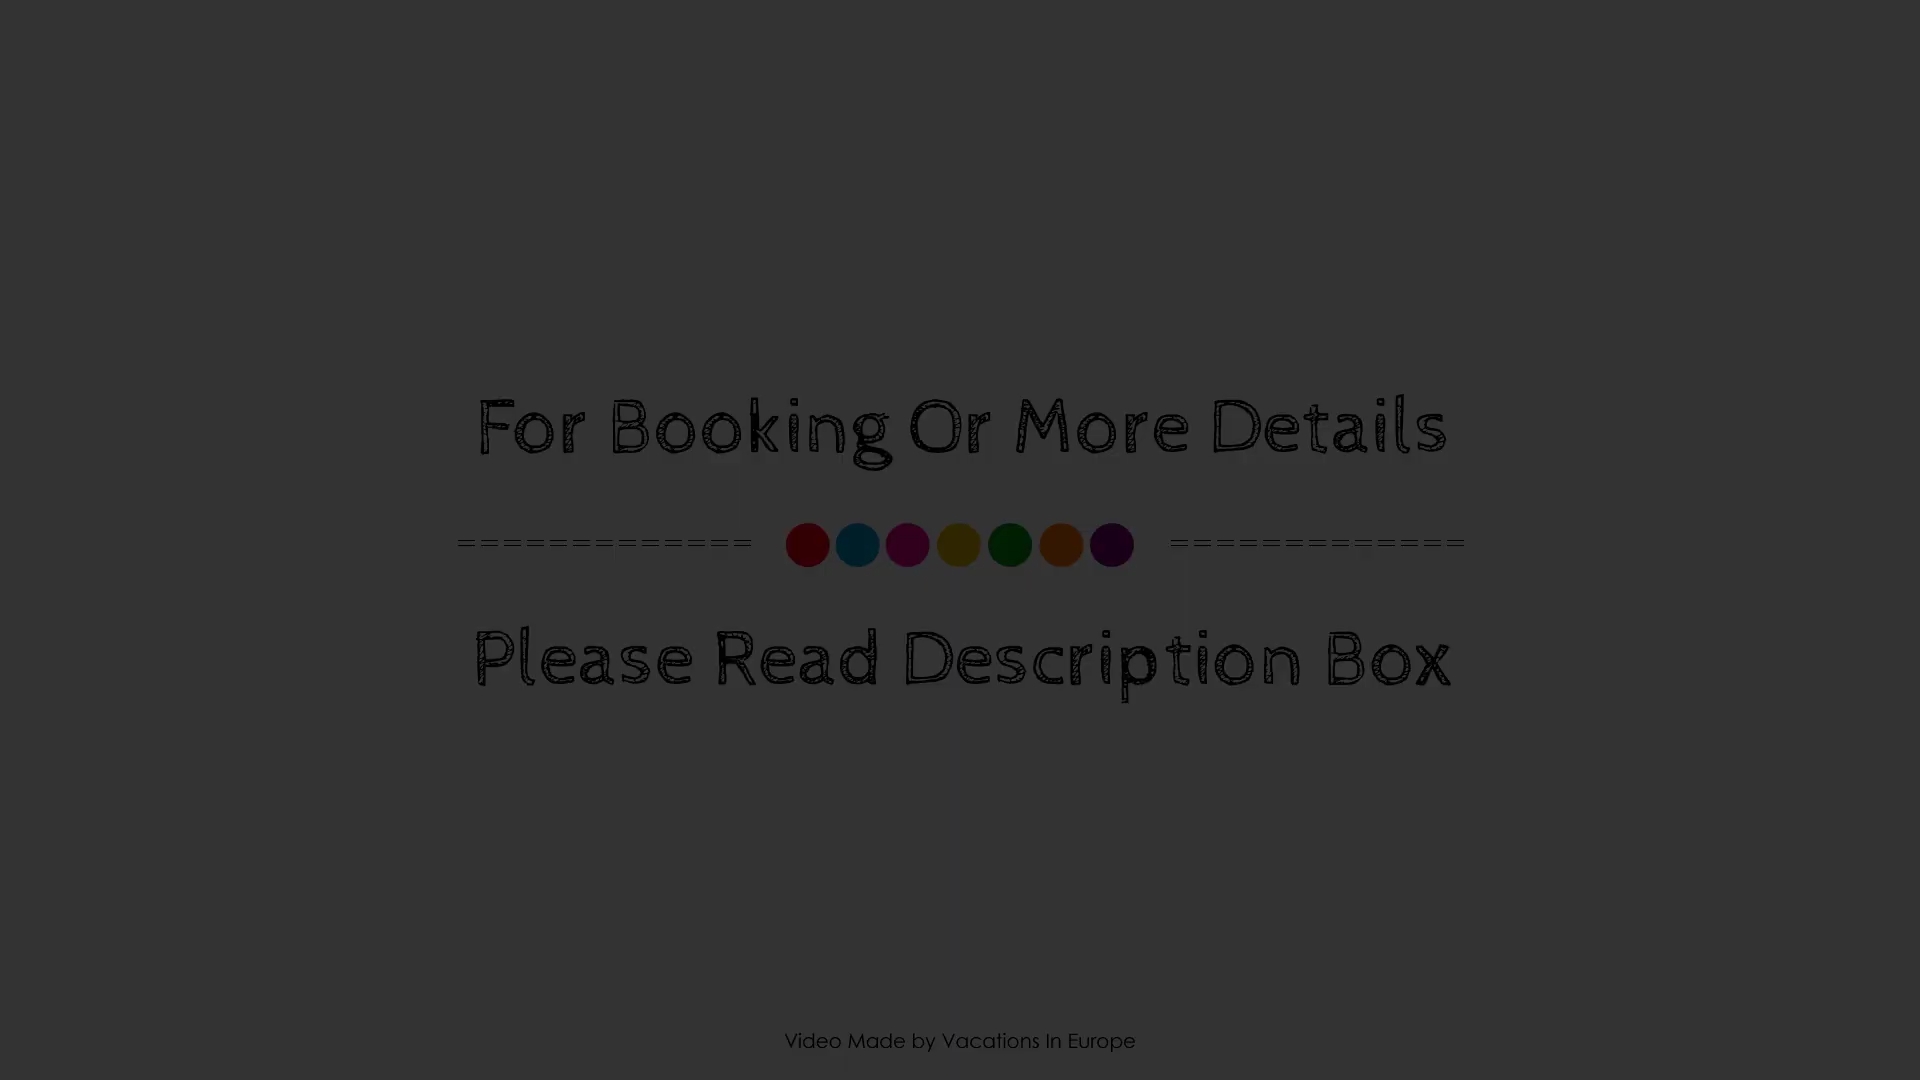 For Booking Or More Details
============= =============
Please Read Description Box
Video Made by Vacations In Europe